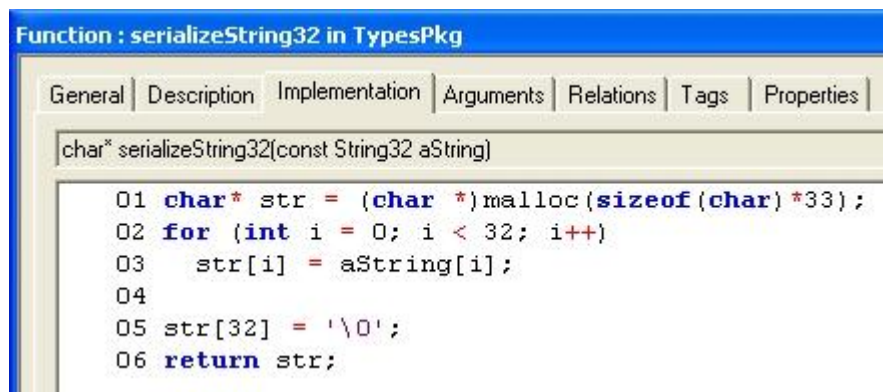 Function : serializeString32 in TypesPkg
General Description Implementation Arguments Relations Tags Properties
char* serializeString32(const String32 aString)
01 char* str = (char *)malloc(sizeof(char)*33);
02 for (int i = 0; i < 32; i++)
03   str[i] = aString[i];
04
05 str[32] = '\0';
06 return str;